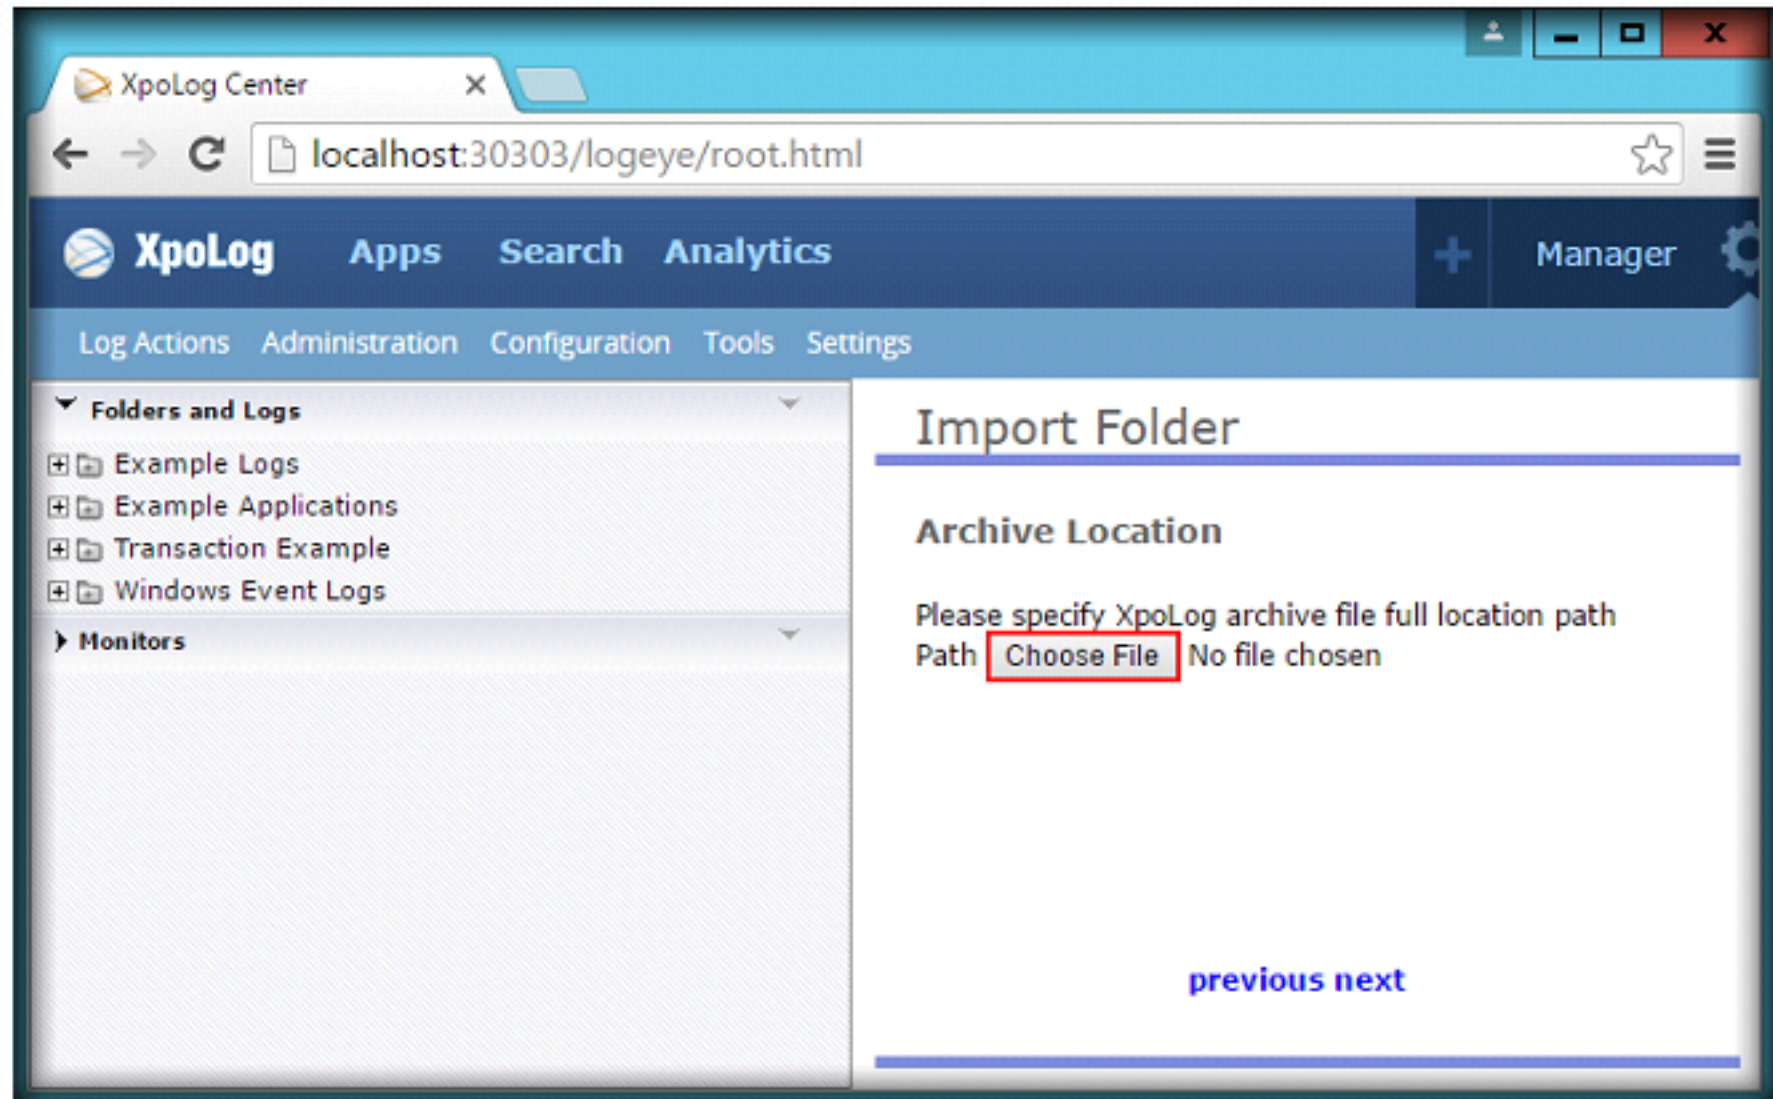 XpoLog Center
localhost:30303/logeye/root.html
XpoLog Apps Search Analytics + Manager
Log Actions Administration Configuration Tools Settings
Folders and Logs
Example Logs
Example Applications
Transaction Example
Windows Event Logs
Monitors
Import Folder
Archive Location
Please specify XpoLog archive file full location path
Path Choose File No file chosen
previous next